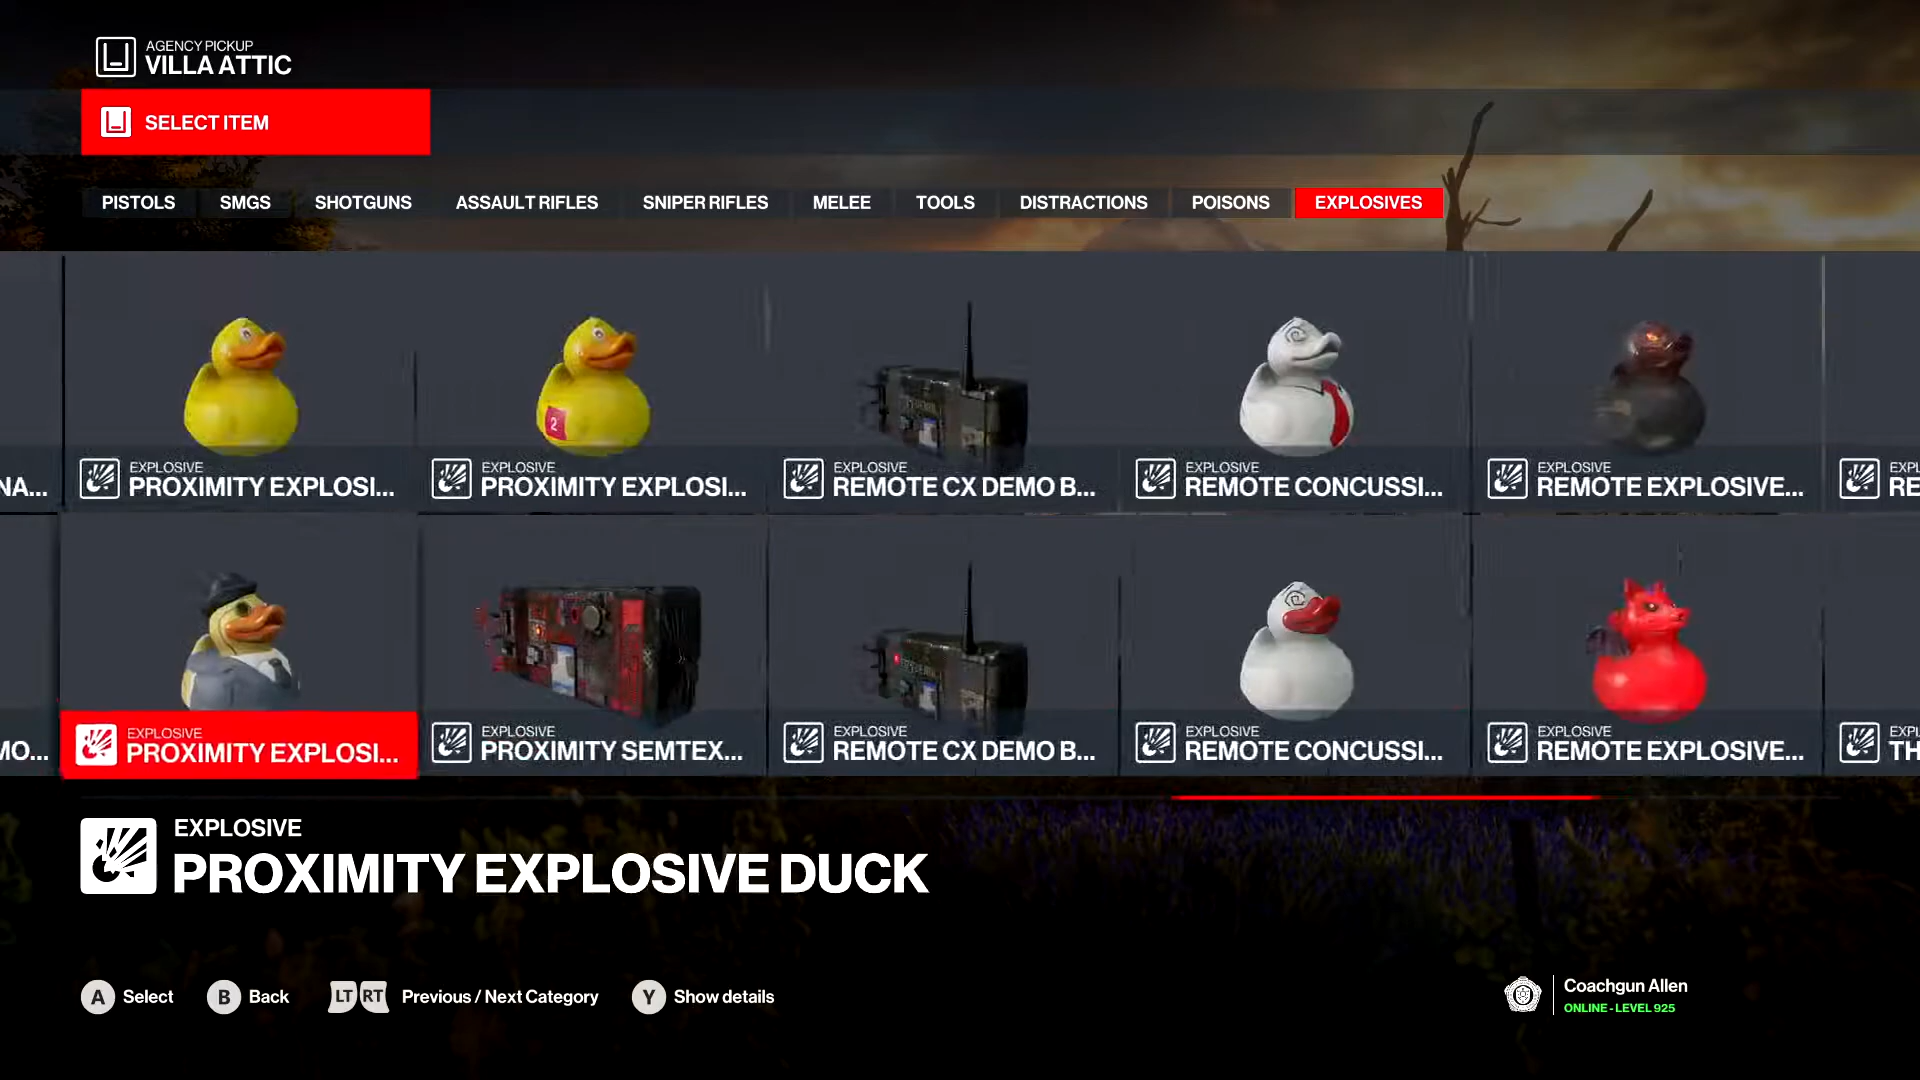 AGENCY PICKUP
VILLA ATTIC
SELECT ITEM
PISTOLS SMGS SHOTGUNS ASSAULT RIFLES SNIPER RIFLES MELEE TOOLS DISTRACTIONS POISONS EXPLOSIVES
2
EXPLOSIVE EXPLOSIVE EXPLOSIVE EXPLOSIVE EXPLOSIVE EXPL
NA... PROXIMITY EXPLOSI... PROXIMITY EXPLOSI... REMOTE CX DEMO B... REMOTE CONCUSSI... REMOTE EXPLOSIVE... RE
EXPLOSIVE EXPLOSIVE EXPLOSIVE EXPLOSIVE EXPLOSIVE EXPL
MO... PROXIMITY EXPLOSI... PROXIMITY SEMTEX... REMOTE CX DEMO B... REMOTE CONCUSSI... REMOTE EXPLOSIVE... TH
EXPLOSIVE
PROXIMITY EXPLOSIVE DUCK
A Select B Back LT RT Previous / Next Category Y Show details
Coachgun Allen
ONLINE - LEVEL 925